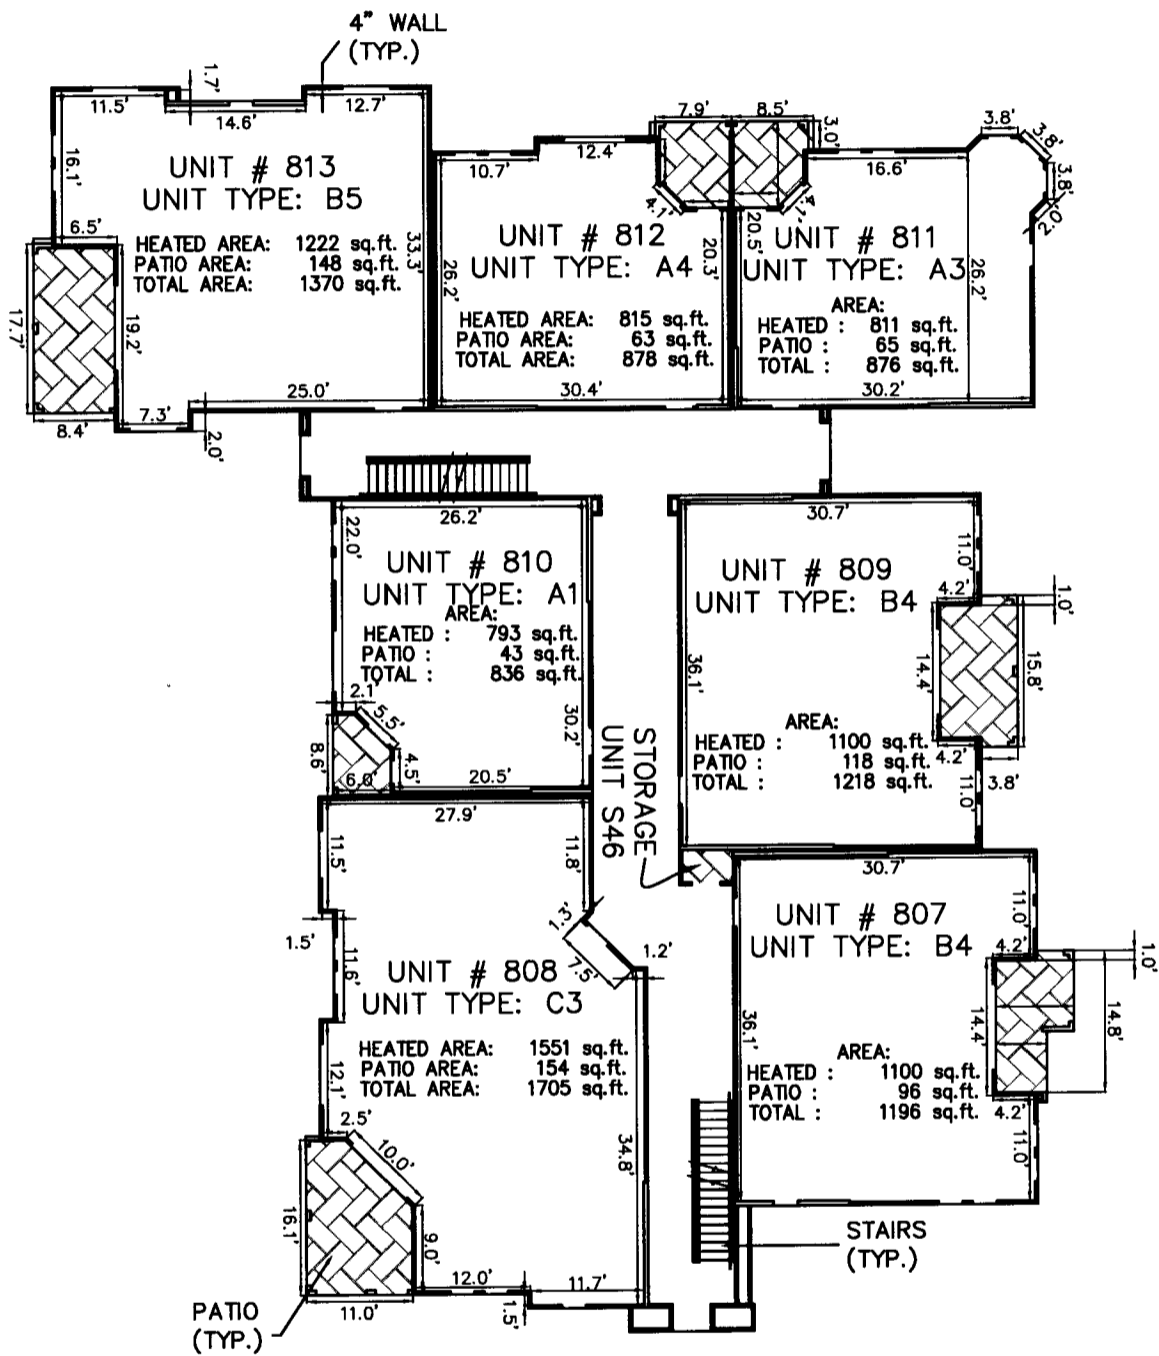 4" WALL
(TYP.)
11.5'
1.7'
14.6'
12.7'
16.1'
UNIT # 813
UNIT TYPE: B5
6.5'
HEATED AREA: 1222 sq.ft.
PATIO AREA: 148 sq.ft.
TOTAL AREA: 1370 sq.ft.
33.3'
17.7'
19.2'
25.0'
7.3'
8.4'
2.0'
10.7'
12.4'
7.9'
4.1'
UNIT # 812
UNIT TYPE: A4
26.2'
20.3'
HEATED AREA: 815 sq.ft.
PATIO AREA: 63 sq.ft.
TOTAL AREA: 878 sq.ft.
30.4'
8.5'
3.0'
16.6'
3.8'
3.8'
3.8'
2.0'
4.1'
20.5'
UNIT # 811
UNIT TYPE: A3
26.2'
AREA:
HEATED : 811 sq.ft.
PATIO : 65 sq.ft.
TOTAL : 876 sq.ft.
30.2'
26.2'
22.0'
UNIT # 810
UNIT TYPE: A1
AREA:
HEATED : 793 sq.ft.
PATIO : 43 sq.ft.
TOTAL : 836 sq.ft.
2.1'
5.5'
30.2'
8.6'
6.0'
4.5'
20.5'
STORAGE
UNIT S46
30.7'
11.0'
UNIT # 809
UNIT TYPE: B4
4.2'
1.0'
36.1'
14.4'
15.8'
AREA:
HEATED : 1100 sq.ft.
PATIO : 118 sq.ft.
TOTAL : 1218 sq.ft.
4.2'
3.8'
11.0'
27.9'
11.5'
11.8'
1.3'
7.5'
1.2'
1.5'
11.6'
UNIT # 808
UNIT TYPE: C3
HEATED AREA: 1551 sq.ft.
PATIO AREA: 154 sq.ft.
TOTAL AREA: 1705 sq.ft.
12.1'
2.5'
10.0'
34.8'
16.1'
9.0'
12.0'
11.7'
11.0'
1.5'
PATIO
(TYP.)
30.7'
11.0'
UNIT # 807
UNIT TYPE: B4
4.2'
1.0'
36.1'
14.4'
14.8'
AREA:
HEATED : 1100 sq.ft.
PATIO : 96 sq.ft.
TOTAL : 1196 sq.ft.
4.2'
11.0'
STAIRS
(TYP.)